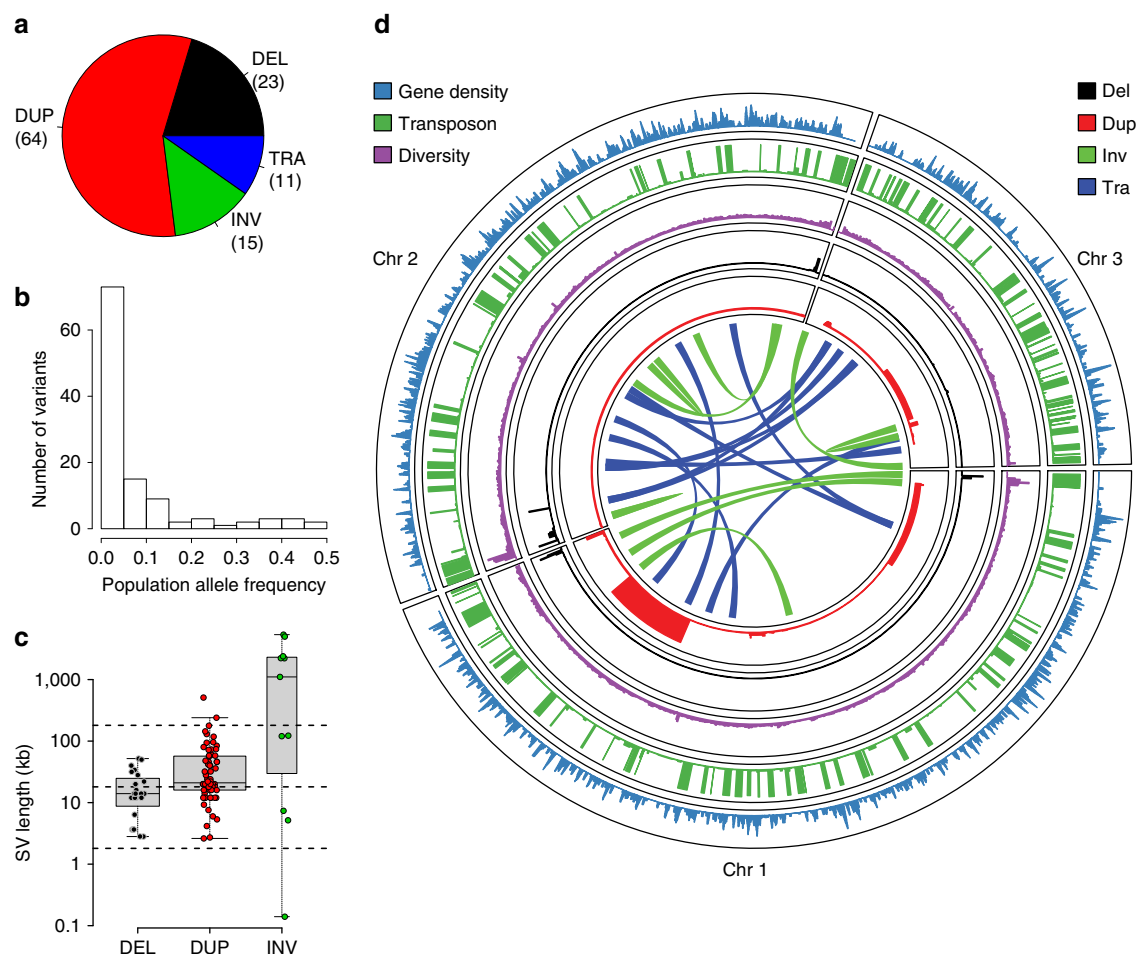 a
DEL
(23)
DUP
(64)
TRA
(11)
INV
(15)
b
Number of variants
60
40
20
0
0.0
0.1
0.2
0.3
0.4
0.5
Population allele frequency
c
SV length (kb)
1,000
100
10
1
0.1
DEL
DUP
INV
d
Gene density
Transposon
Diversity
Del
Dup
Inv
Tra
Chr 2
Chr 3
Chr 1